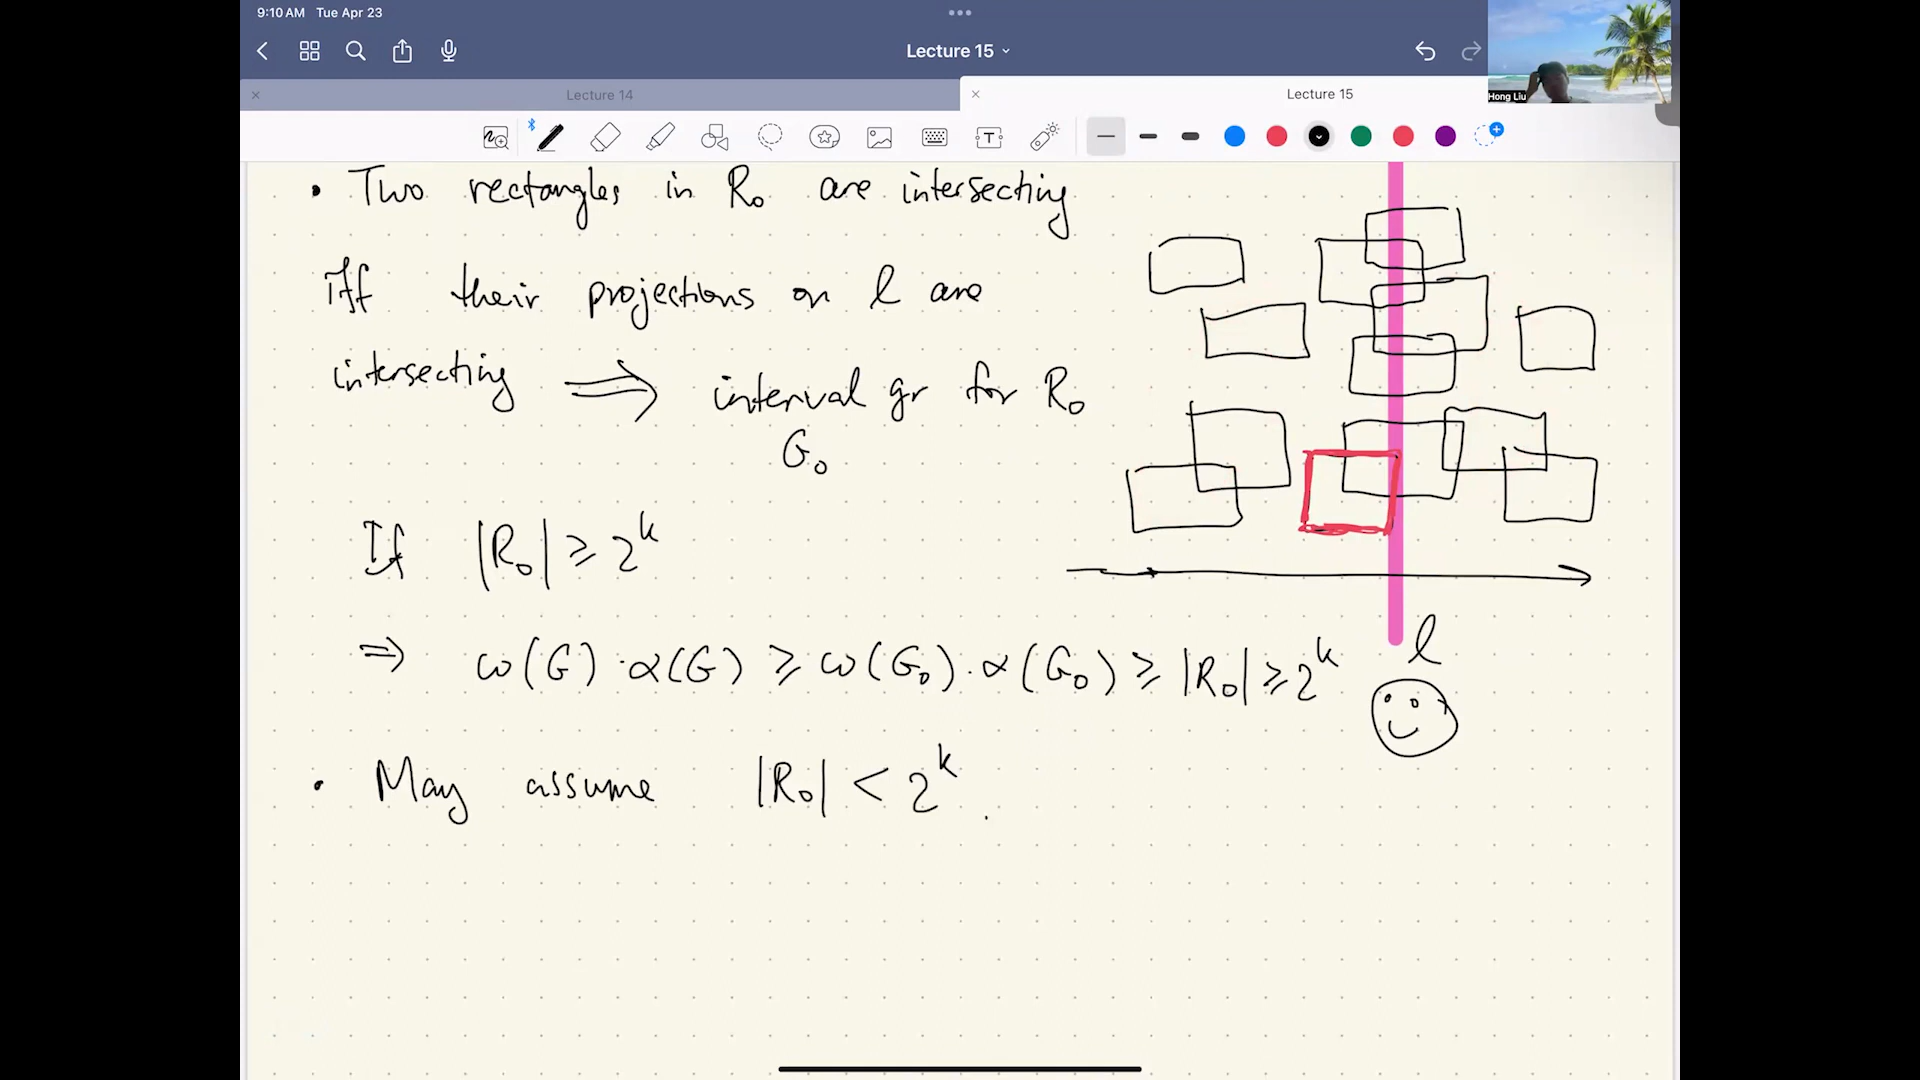 9:10 AM Tue Apr 23
Lecture 15
Hong Liu
Lecture 14
Lecture 15
• Two rectangles in R₀ are intersecting
iff their projections on l are
intersecting ⟹ interval gr for R₀
G₀
If |R₀| ≥ 2^k
⇒ ω(G)·α(G) ≥ ω(G₀)·α(G₀) ≥ |R₀| ≥ 2^k
l
• May assume |R₀| < 2^k.